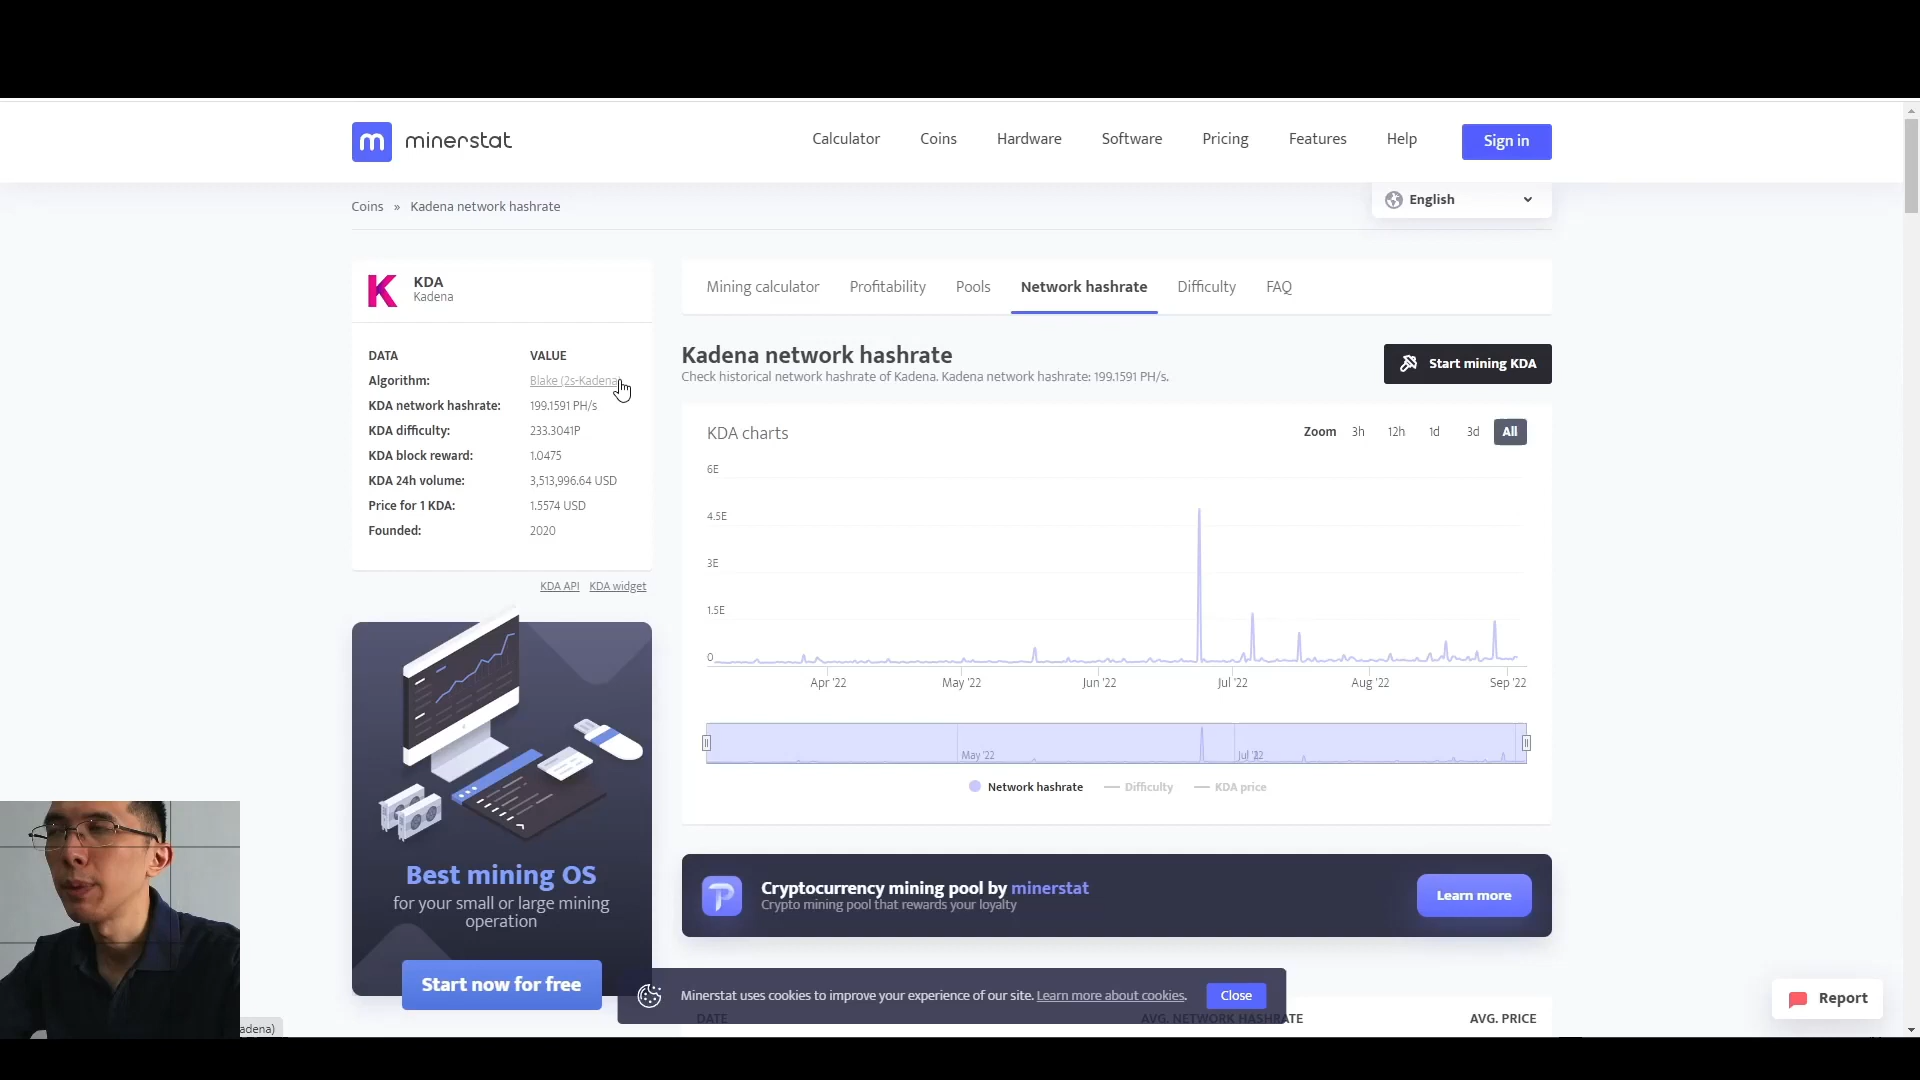 minerstat
Calculator
Coins
Hardware
Software
Pricing
Features
Help
Sign in
Coins » Kadena network hashrate
English
KDA
Kadena
DATA VALUE
Algorithm: Blake (2s-Kadena)
KDA network hashrate: 199.1591 PH/s
KDA difficulty: 233.3041P
KDA block reward: 1.0475
KDA 24h volume: 3,513,996.64 USD
Price for 1 KDA: 1.5574 USD
Founded: 2020
KDA API KDA widget
Best mining OS
for your small or large mining
operation
Start now for free
Mining calculator
Profitability
Pools
Network hashrate
Difficulty
FAQ
Kadena network hashrate
Check historical network hashrate of Kadena. Kadena network hashrate: 199.1591 PH/s.
Start mining KDA
KDA charts
Zoom 3h 12h 1d 3d All
6E
4.5E
3E
1.5E
0
Apr '22 May '22 Jun '22 Jul '22 Aug '22 Sep '22
May '22 Jul '22
Network hashrate Difficulty KDA price
Cryptocurrency mining pool by minerstat
Crypto mining pool that rewards your loyalty
Learn more
Minerstat uses cookies to improve your experience of our site. Learn more about cookies.
Close
DATE AVG. NETWORK HASHRATE AVG. PRICE
Report
adena)